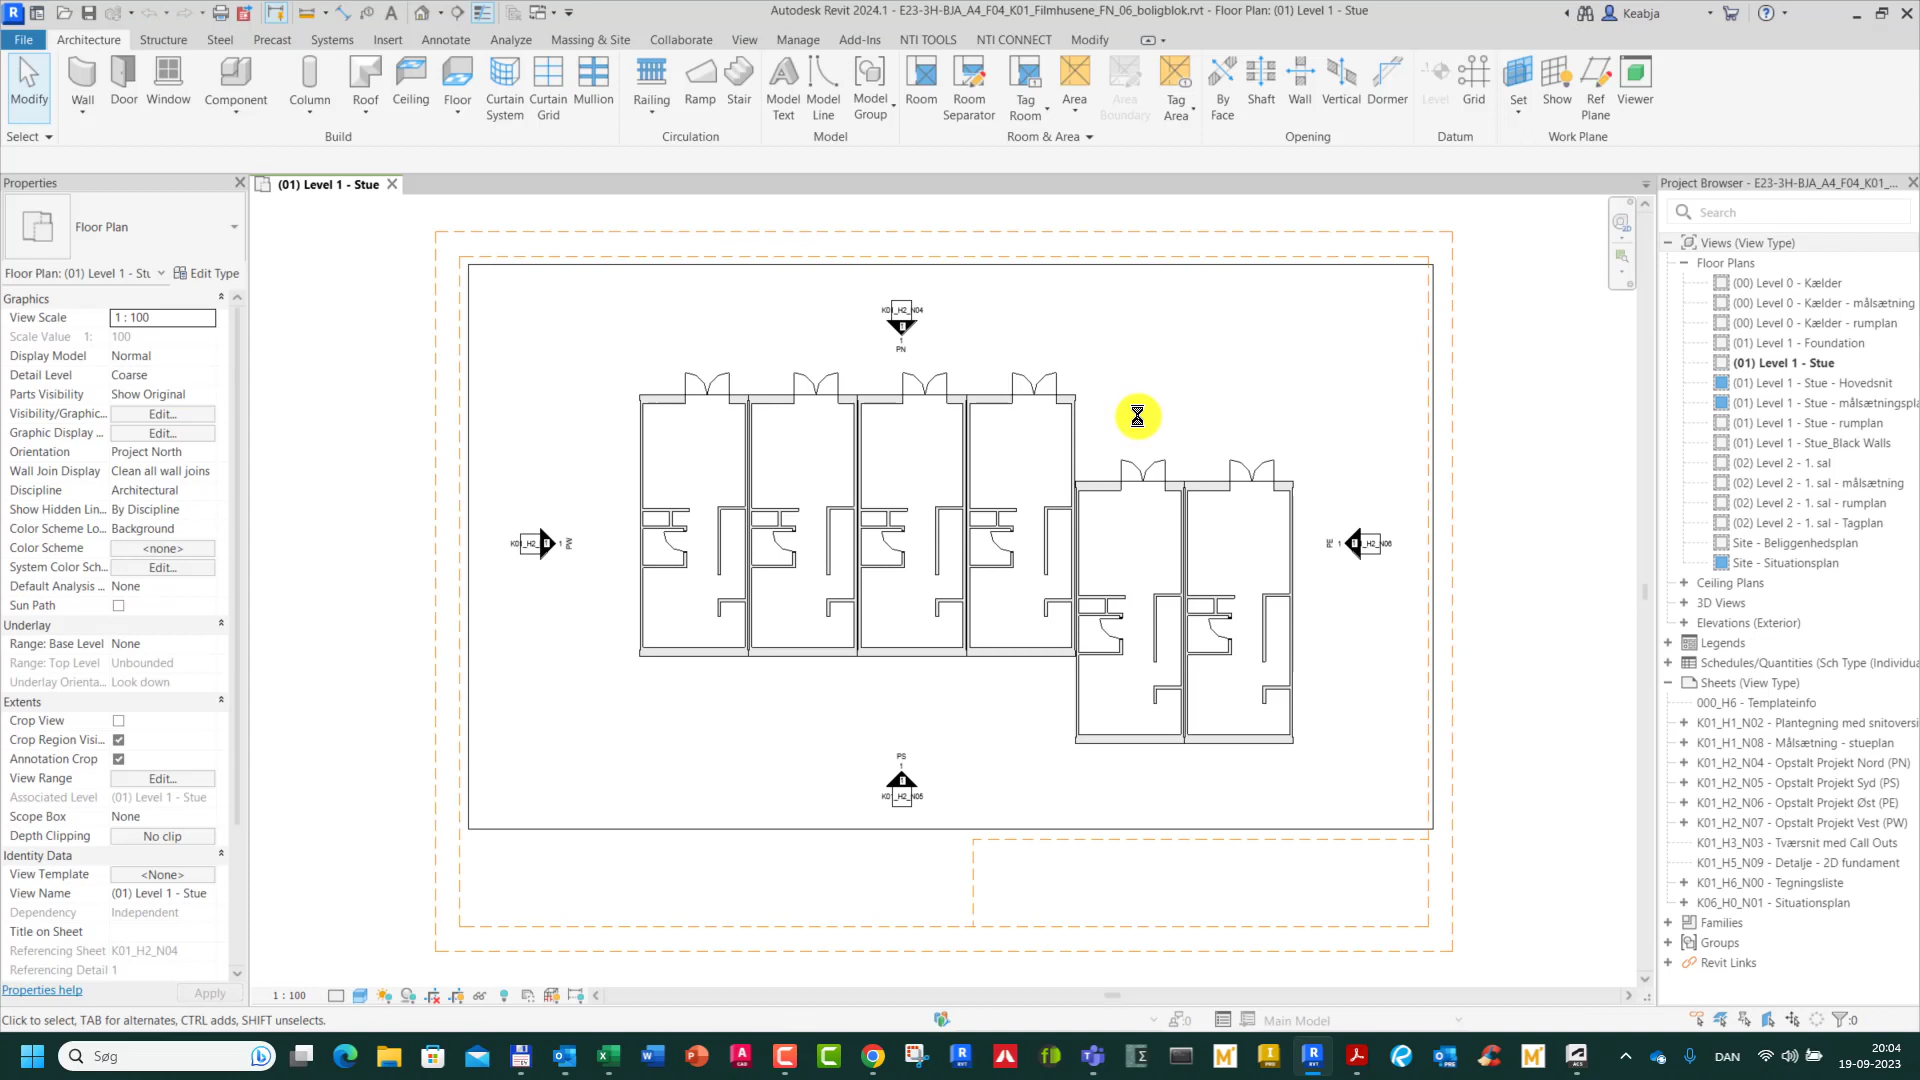 Autodesk Revit 2024.1 - E23-3H-BJA_A4_F04_K01_Filmhusene_FN_06_boligblok.rvt - Floor Plan: (01) Level 1 - Stue
Keabja
File Architecture Structure Steel Precast Systems Insert Annotate Analyze Massing & Site Collaborate View Manage Add-Ins NTI TOOLS NTI CONNECT Modify
Modify Wall Door Window Component Column Roof Ceiling Floor Curtain System Curtain Grid Mullion Railing Ramp Stair Model Text Model Line Model Group Room Room Separator Tag Room Area Area Boundary Tag Area By Face Shaft Wall Vertical Dormer Level Grid Set Show Ref Plane Viewer
Select Build Circulation Model Room & Area Opening Datum Work Plane
Properties
Floor Plan
Floor Plan: (01) Level 1 - Stu Edit Type
Graphics
View Scale 1 : 100
Scale Value 1: 100
Display Model Normal
Detail Level Coarse
Parts Visibility Show Original
Visibility/Graphic... Edit...
Graphic Display ... Edit...
Orientation Project North
Wall Join Display Clean all wall joins
Discipline Architectural
Show Hidden Lin... By Discipline
Color Scheme Lo... Background
Color Scheme <none>
System Color Sch... Edit...
Default Analysis ... None
Sun Path
Underlay
Range: Base Level None
Range: Top Level Unbounded
Underlay Orienta... Look down
Extents
Crop View
Crop Region Visi...
Annotation Crop
View Range Edit...
Associated Level (01) Level 1 - Stue
Scope Box None
Depth Clipping No clip
Identity Data
View Template <None>
View Name (01) Level 1 - Stue
Dependency Independent
Title on Sheet
Referencing Sheet K01_H2_N04
Referencing Detail 1
Properties help Apply
(01) Level 1 - Stue
K01_H2_N04
1
1
PN
K01_H2_
1
1
PW
PE
1
1
_H2_N06
PS
1
1
K01_H2_N05
1 : 100
Project Browser - E23-3H-BJA_A4_F04_K01_...
Search
Views (View Type)
Floor Plans
(00) Level 0 - Kælder
(00) Level 0 - Kælder - målsætning
(00) Level 0 - Kælder - rumplan
(01) Level 1 - Foundation
(01) Level 1 - Stue
(01) Level 1 - Stue - Hovedsnit
(01) Level 1 - Stue - målsætningspla
(01) Level 1 - Stue - rumplan
(01) Level 1 - Stue_Black Walls
(02) Level 2 - 1. sal
(02) Level 2 - 1. sal - målsætning
(02) Level 2 - 1. sal - rumplan
(02) Level 2 - 1. sal - Tagplan
Site - Beliggenhedsplan
Site - Situationsplan
Ceiling Plans
3D Views
Elevations (Exterior)
Legends
Schedules/Quantities (Sch Type (Individua
Sheets (View Type)
000_H6 - Templateinfo
K01_H1_N02 - Plantegning med snitoversi
K01_H1_N08 - Målsætning - stueplan
K01_H2_N04 - Opstalt Projekt Nord (PN)
K01_H2_N05 - Opstalt Projekt Syd (PS)
K01_H2_N06 - Opstalt Projekt Øst (PE)
K01_H2_N07 - Opstalt Projekt Vest (PW)
K01_H3_N03 - Tværsnit med Call Outs
K01_H5_N09 - Detalje - 2D fundament
K01_H6_N00 - Tegningsliste
K06_H0_N01 - Situationsplan
Families
Groups
Revit Links
Click to select, TAB for alternates, CTRL adds, SHIFT unselects.
:0
Main Model
:0
Søg
DAN
20:04
19-09-2023